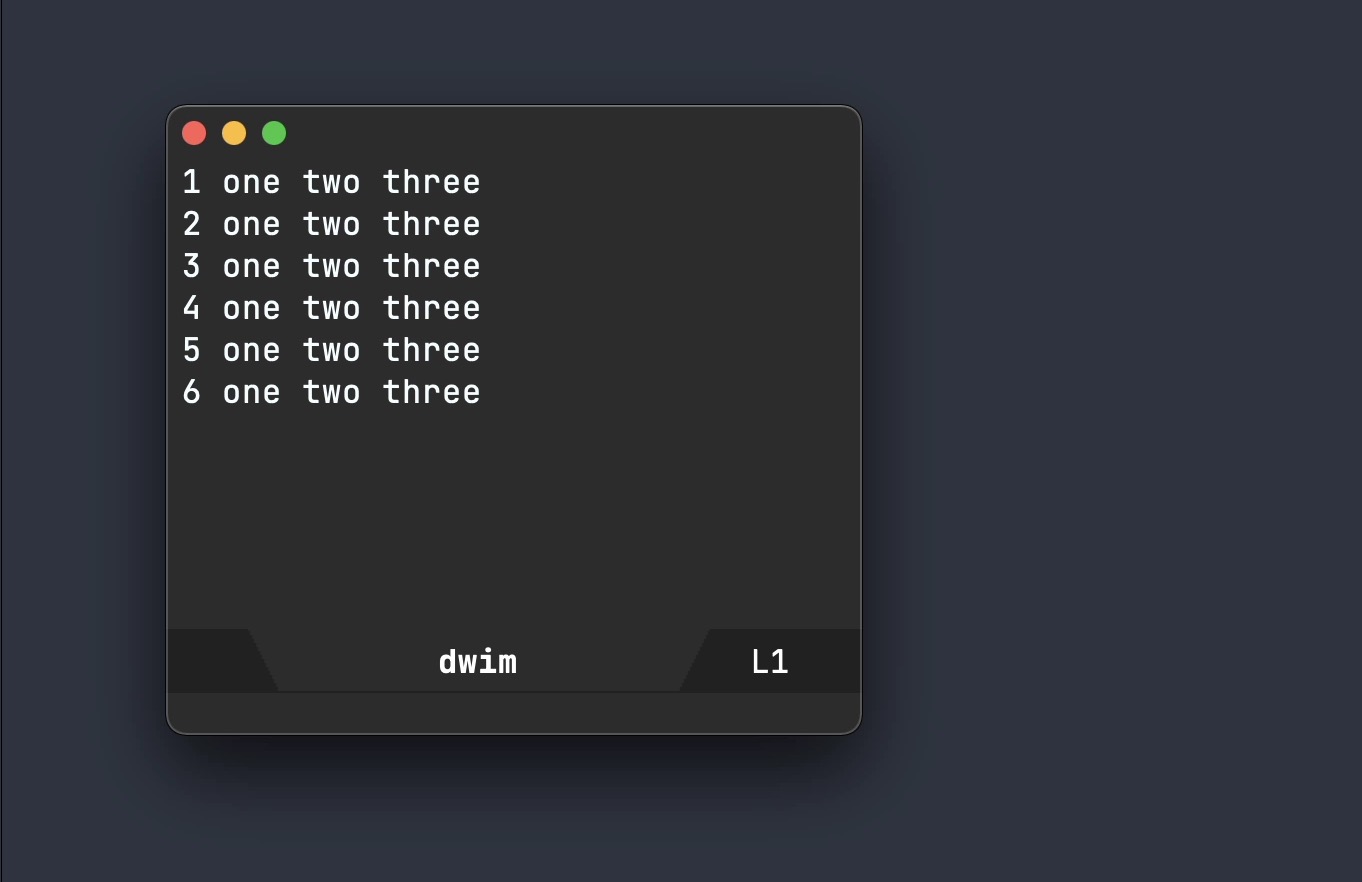 1 one two three
2 one two three
3 one two three
4 one two three
5 one two three
6 one two three
dwim L1